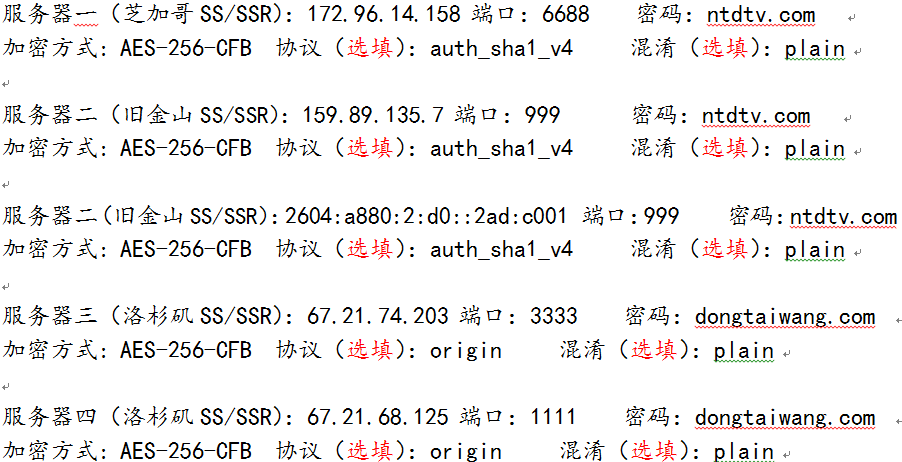 服务器一（芝加哥 SS/SSR）：172.96.14.158 端口：6688 密码：ntdtv.com
加密方式：AES-256-CFB 协议（选填）：auth_sha1_v4 混淆（选填）：plain
服务器二（旧金山 SS/SSR）：159.89.135.7 端口：999 密码：ntdtv.com
加密方式：AES-256-CFB 协议（选填）：auth_sha1_v4 混淆（选填）：plain
服务器二(旧金山 SS/SSR)：2604:a880:2:d0::2ad:c001 端口:999 密码:ntdtv.com
加密方式：AES-256-CFB 协议（选填）：auth_sha1_v4 混淆（选填）：plain
服务器三（洛杉矶 SS/SSR）：67.21.74.203 端口：3333 密码：dongtaiwang.com
加密方式：AES-256-CFB 协议（选填）：origin 混淆（选填）：plain
服务器四（洛杉矶 SS/SSR）：67.21.68.125 端口：1111 密码：dongtaiwang.com
加密方式：AES-256-CFB 协议（选填）：origin 混淆（选填）：plain